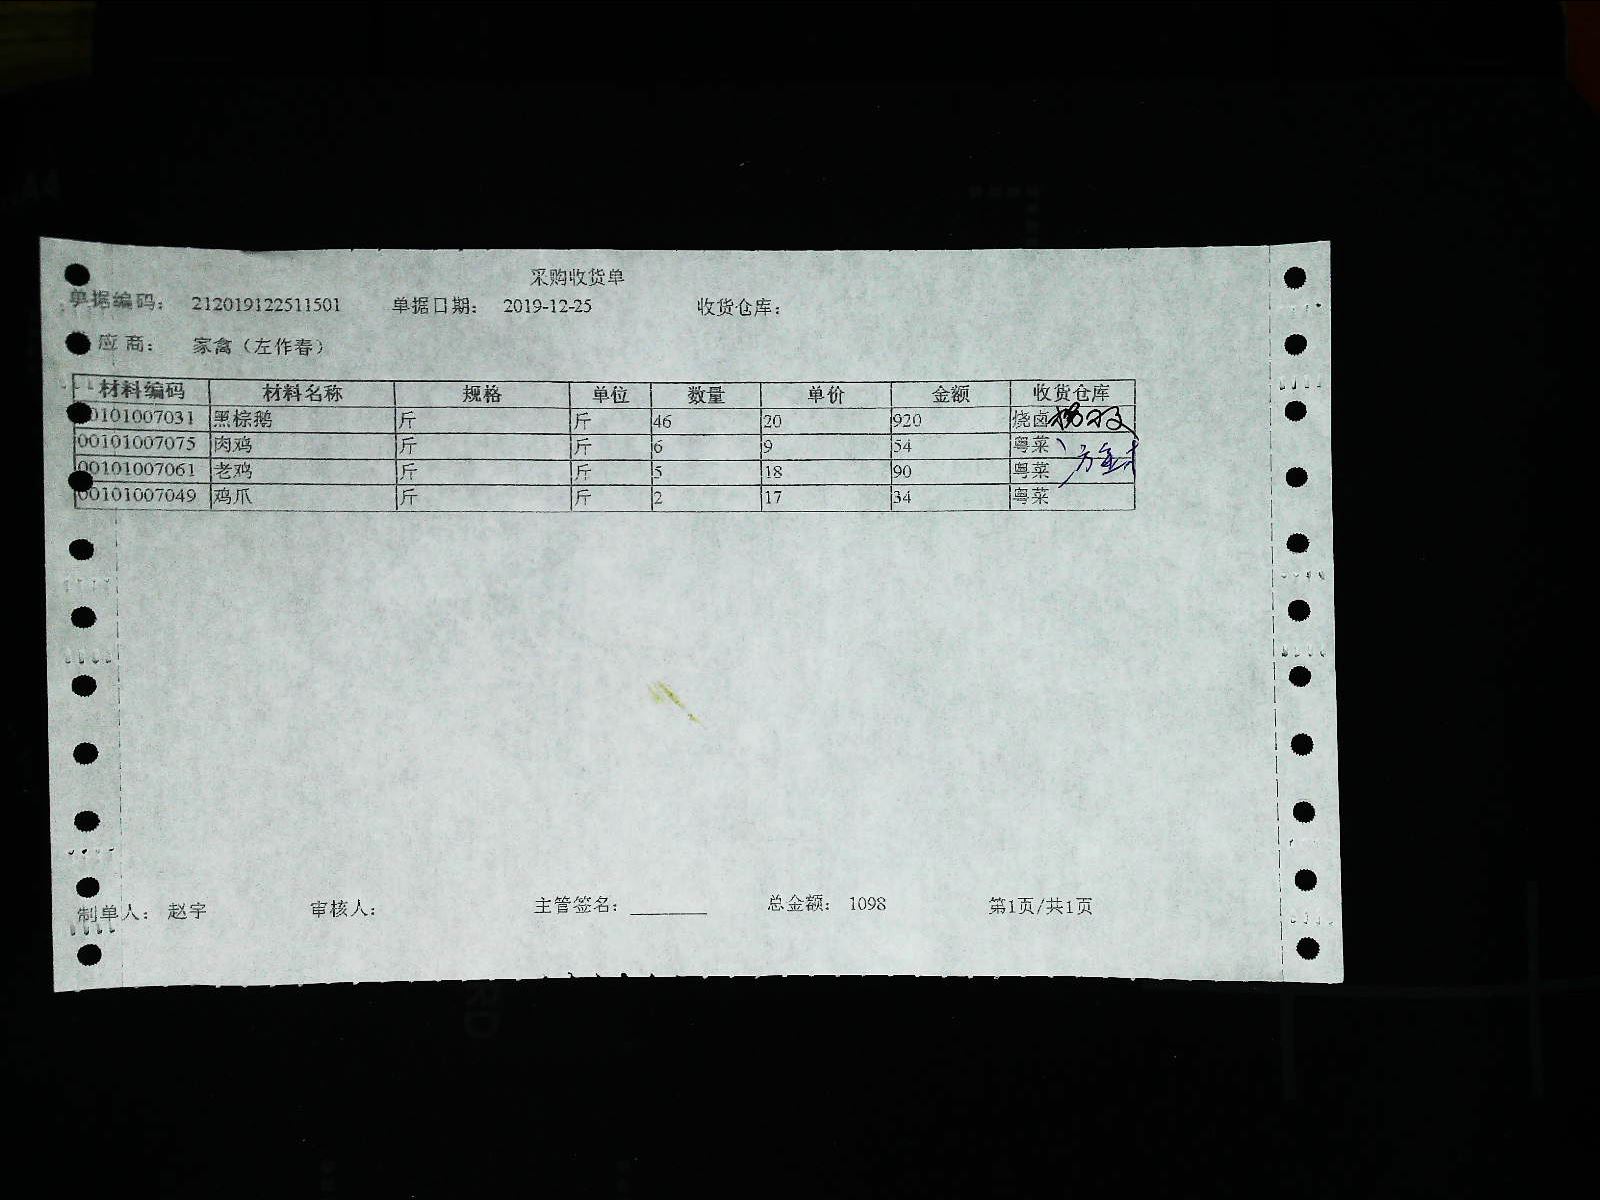 采购收货单
单据编码： 212019122511501 单据日期： 2019-12-25 收货仓库：
应商： 家禽（左作春）
材料编码 材料名称 规格 单位 数量 单价 金额 收货仓库
0101007031 黑棕鹅 斤 斤 46 20 920 烧卤
00101007075 肉鸡 斤 斤 6 9 54 粤菜
00101007061 老鸡 斤 斤 5 18 90 粤菜
00101007049 鸡爪 斤 斤 2 17 34 粤菜
制单人： 赵宇 审核人： 主管签名： 总金额： 1098 第1页/共1页